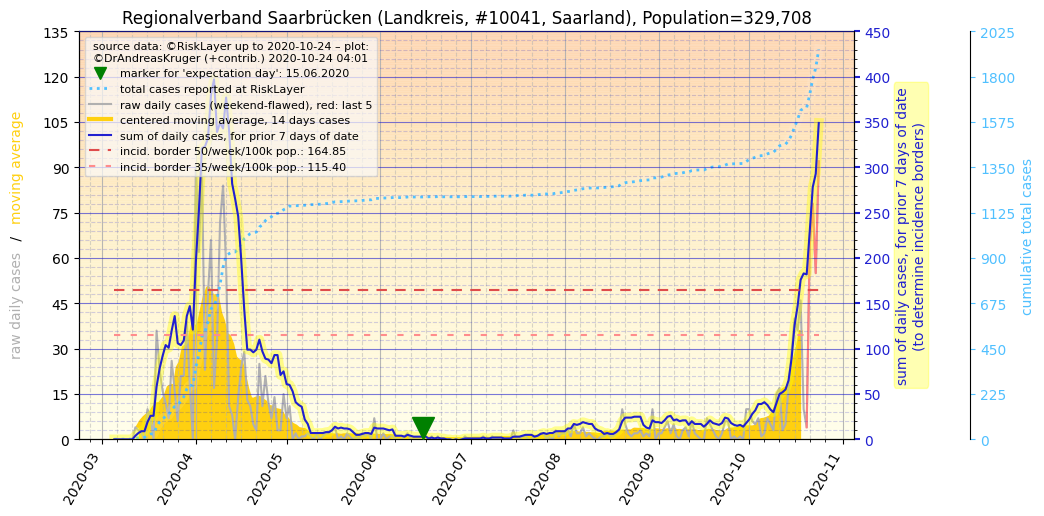 Regionalverband Saarbrücken (Landkreis, #10041, Saarland), Population=329,708
source data: ©RiskLayer up to 2020-10-24 – plot:
©DrAndreasKruger (+contrib.) 2020-10-24 04:01
marker for 'expectation day': 15.06.2020
total cases reported at RiskLayer
raw daily cases (weekend-flawed), red: last 5
centered moving average, 14 days cases
sum of daily cases, for prior 7 days of date
incid. border 50/week/100k pop.: 164.85
incid. border 35/week/100k pop.: 115.40
raw daily cases / moving average
135
120
105
90
75
60
45
30
15
0
450
400
350
300
250
200
150
100
50
0
sum of daily cases, for prior 7 days of date
(to determine incidence borders)
2025
1800
1575
1350
1125
900
675
450
225
0
cumulative total cases
2020-03
2020-04
2020-05
2020-06
2020-07
2020-08
2020-09
2020-10
2020-11